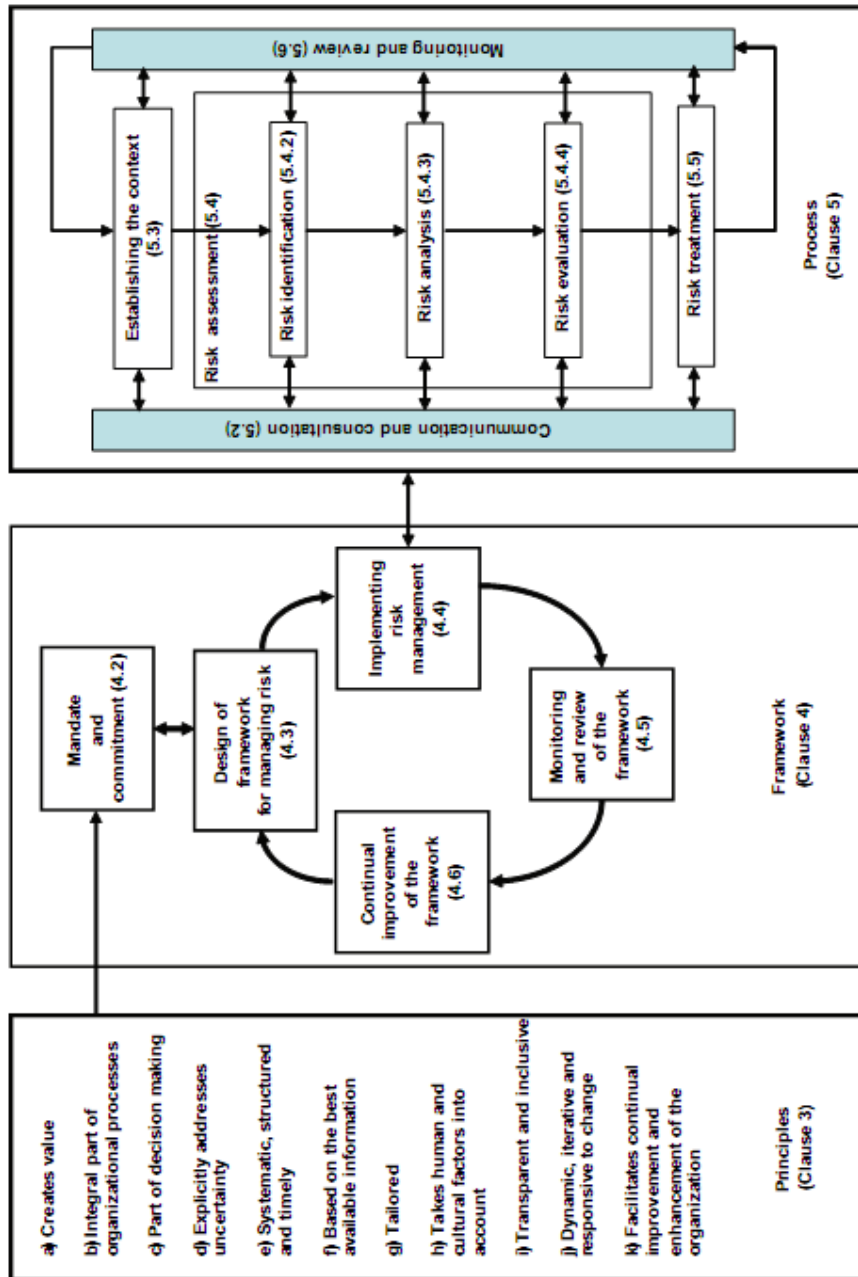 a) Creates value
b) Integral part of
organizational processes
c) Part of decision making
d) Explicitly addresses
uncertainty
e) Systematic, structured
and timely
f) Based on the best
available information
g) Tailored
h) Takes human and
cultural factors into
account
i) Transparent and inclusive
j) Dynamic, iterative and
responsive to change
k) Facilitates continual
improvement and
enhancement of the
organization
Principles
(Clause 3)
Mandate
and
commitment (4.2)
Design of
framework
for managing risk
(4.3)
Implementing
risk
management
(4.4)
Monitoring
and review
of the
framework
(4.5)
Continual
improvement
of the
framework
(4.6)
Framework
(Clause 4)
Communication and consultation (5.2)
Establishing the context
(5.3)
Risk assessment (5.4)
Risk identification (5.4.2)
Risk analysis (5.4.3)
Risk evaluation (5.4.4)
Risk treatment (5.5)
Monitoring and review (5.6)
Process
(Clause 5)